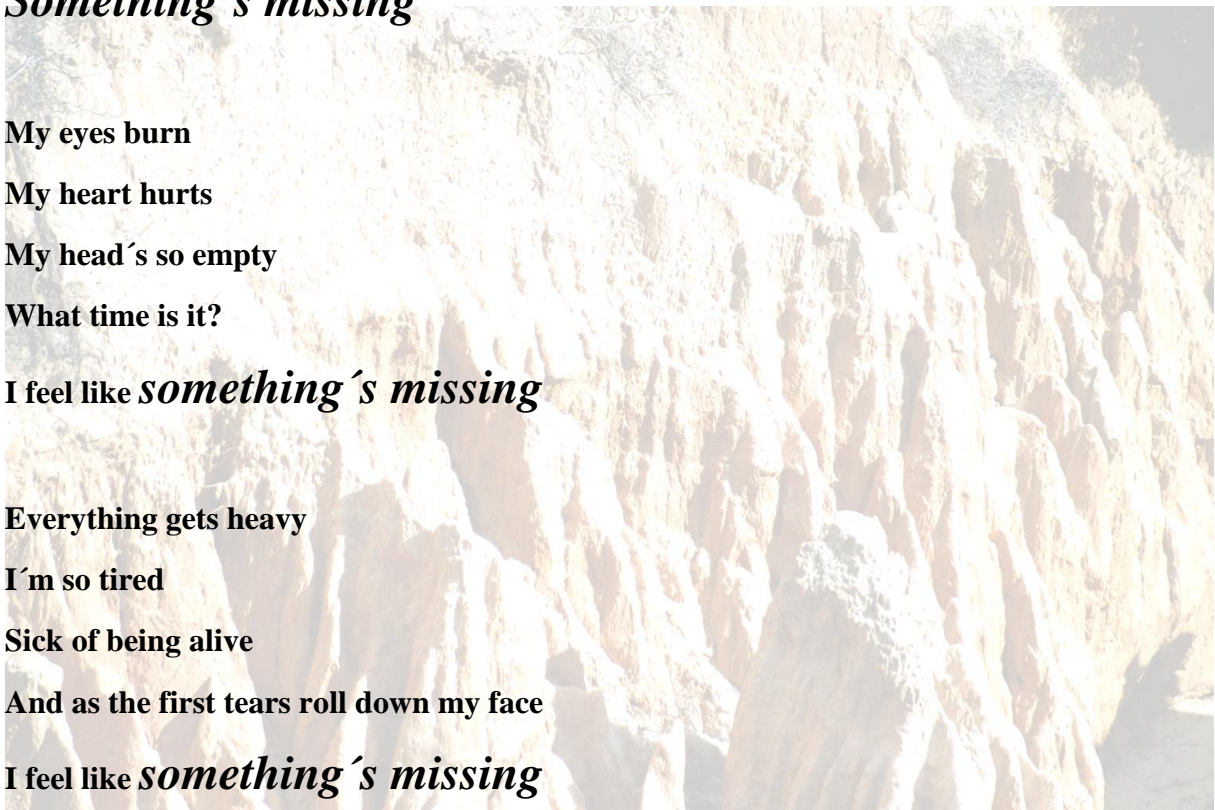 Something´s missing
My eyes burn
My heart hurts
My head´s so empty
What time is it?
I feel like something´s missing
Everything gets heavy
I´m so tired
Sick of being alive
And as the first tears roll down my face
I feel like something´s missing